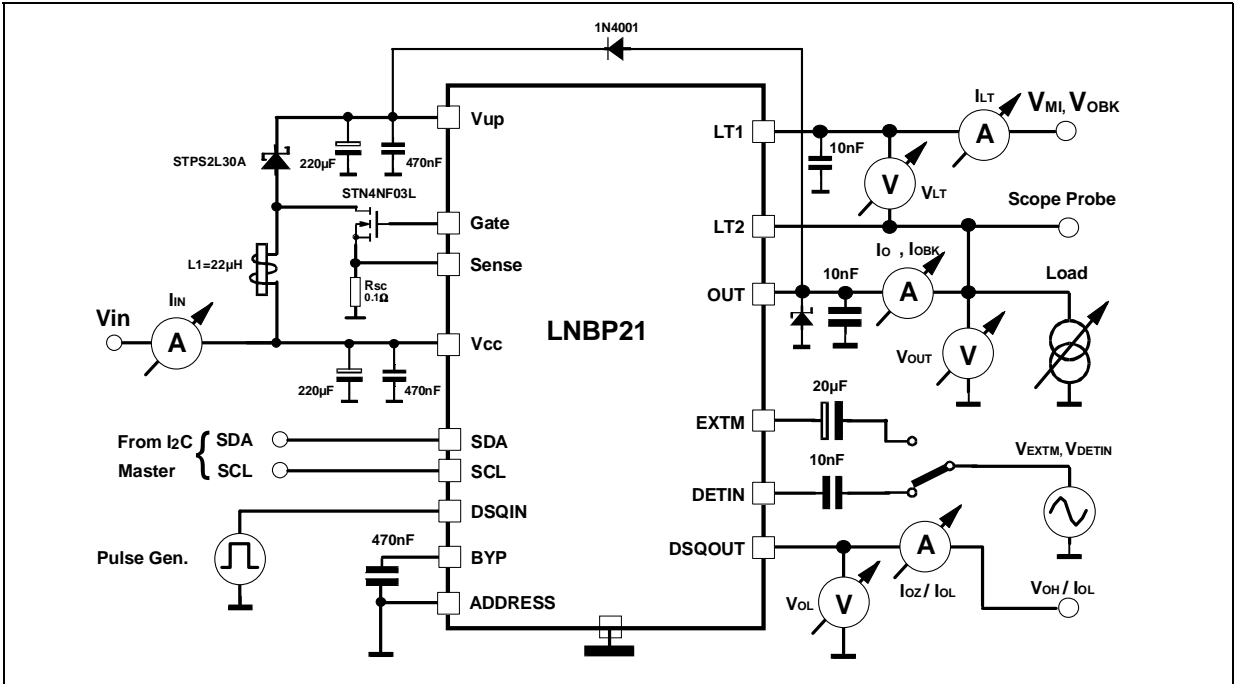 1N4001
ILT
VMI, VOBK
Vup
LT1
A
10nF
STPS2L30A
220µF
470nF
V
VLT
STN4NF03L
Scope Probe
Gate
LT2
IO , IOBK
L1=22µH
Sense
10nF
Load
RSC
0.1Ω
OUT
A
IIN
Vin
A
LNBP21
Vcc
VOUT
V
220µF
470nF
20µF
EXTM
From I2C { SDA
SDA
VEXTM, VDETIN
Master SCL
SCL
10nF
DETIN
DSQIN
470nF
DSQOUT
A
Pulse Gen.
BYP
IOZ / IOL
VOH / IOL
ADDRESS
VOL
V